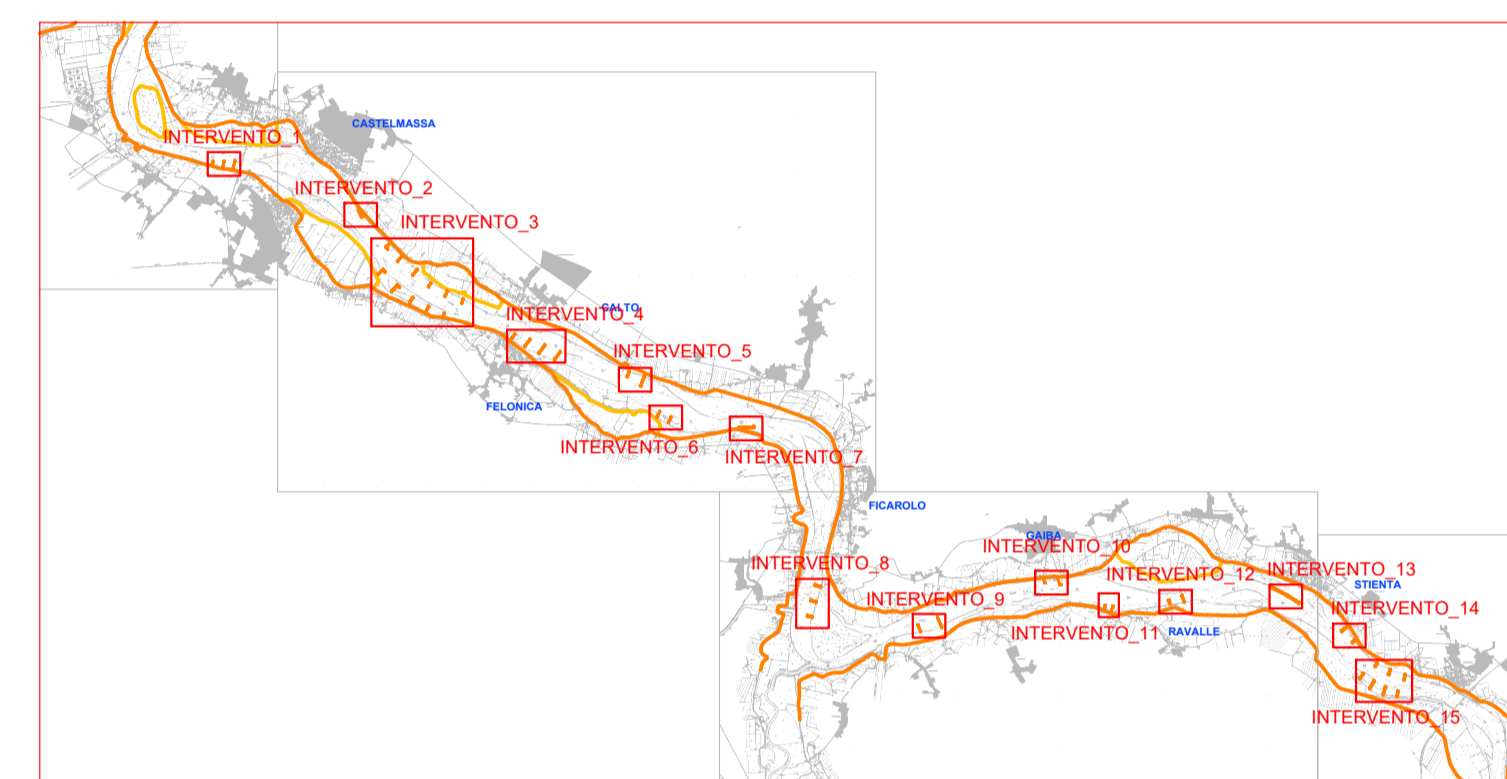 CASTELMASSA
INTERVENTO_1
INTERVENTO_2
INTERVENTO_3
CALTO
INTERVENTO_4
INTERVENTO_5
FELONICA
INTERVENTO_6
INTERVENTO_7
FICAROLO
GAIBA
INTERVENTO_10
INTERVENTO_8
INTERVENTO_12
INTERVENTO_13
STIENTA
INTERVENTO_9
INTERVENTO_14
INTERVENTO_11
RAVALLE
INTERVENTO_15